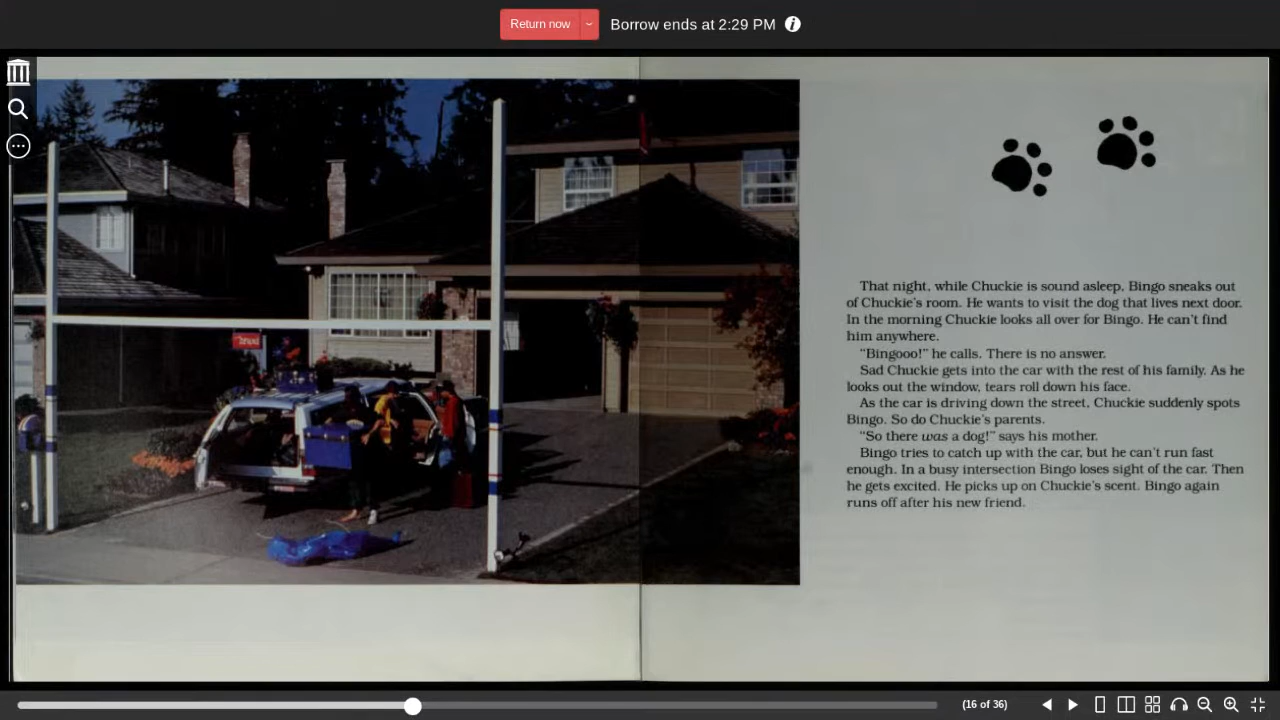 Return now
Borrow ends at 2:29 PM
That night, while Chuckie is sound asleep, Bingo sneaks out
of Chuckie's room. He wants to visit the dog that lives next door.
In the morning Chuckie looks all over for Bingo. He can't find
him anywhere.
"Bingooo!" he calls. There is no answer.
Sad Chuckie gets into the car with the rest of his family. As he
looks out the window, tears roll down his face.
As the car is driving down the street, Chuckie suddenly spots
Bingo. So do Chuckie's parents.
"So there was a dog!" says his mother.
Bingo tries to catch up with the car, but he can't run fast
enough. In a busy intersection Bingo loses sight of the car. Then
he gets excited. He picks up on Chuckie's scent. Bingo again
runs off after his new friend.
(16 of 36)